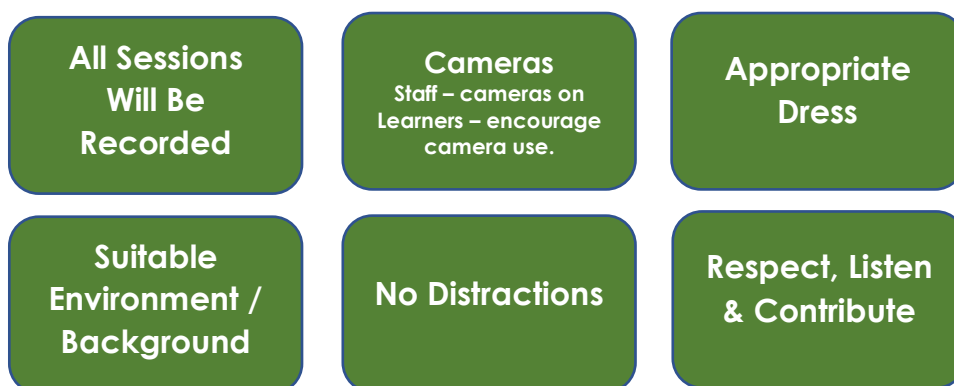 All Sessions
Will Be
Recorded
Cameras
Staff – cameras on
Learners – encourage
camera use.
Appropriate
Dress
Suitable
Environment /
Background
No Distractions
Respect, Listen
& Contribute